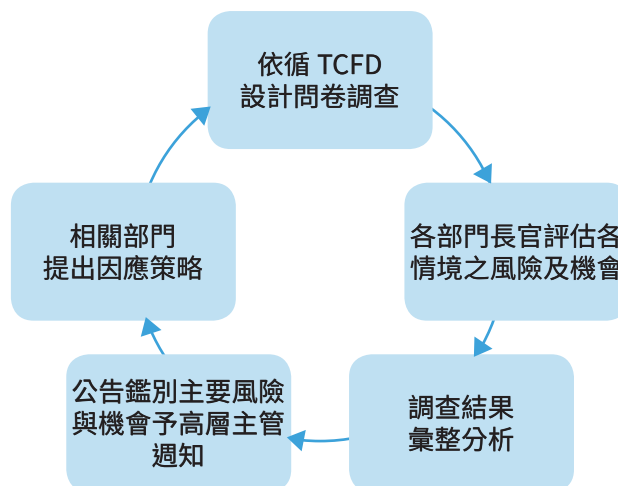 依循 TCFD
設計問卷調查
各部門長官評估各
情境之風險及機會
調查結果
彙整分析
公告鑑別主要風險
與機會予高層主管
週知
相關部門
提出因應策略